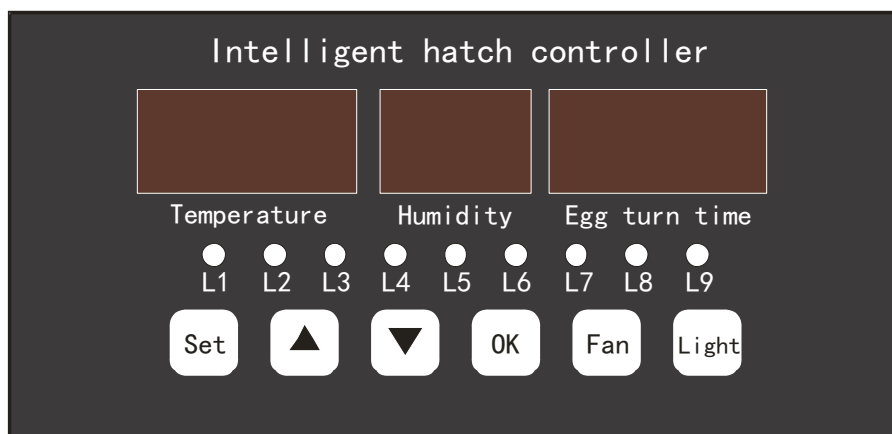 Intelligent hatch controller
Temperature Humidity Egg turn time
L1 L2 L3 L4 L5 L6 L7 L8 L9
Set ▲ ▼ OK Fan Light